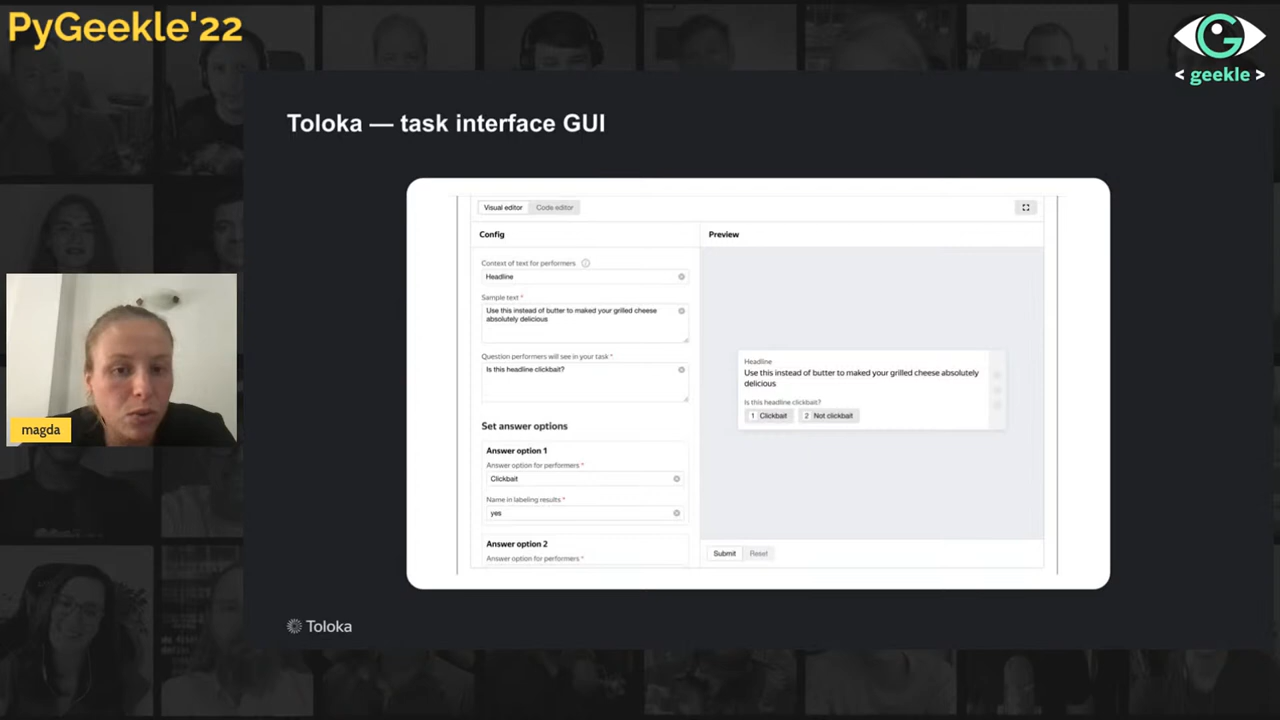 PyGeekle'22
< geekle >
Toloka — task interface GUI
Visual editor
Code editor
Config
Preview
Context of text for performers
Headline
Sample text *
Use this instead of butter to maked your grilled cheese
absolutely delicious
Question performers will see in your task *
Is this headline clickbait?
Set answer options
Answer option 1
Answer option for performers *
Clickbait
Name in labeling results *
yes
Answer option 2
Answer option for performers *
Headline
Use this instead of butter to maked your grilled cheese absolutely
delicious
Is this headline clickbait?
1 Clickbait
2 Not clickbait
Submit
Reset
magda
Toloka